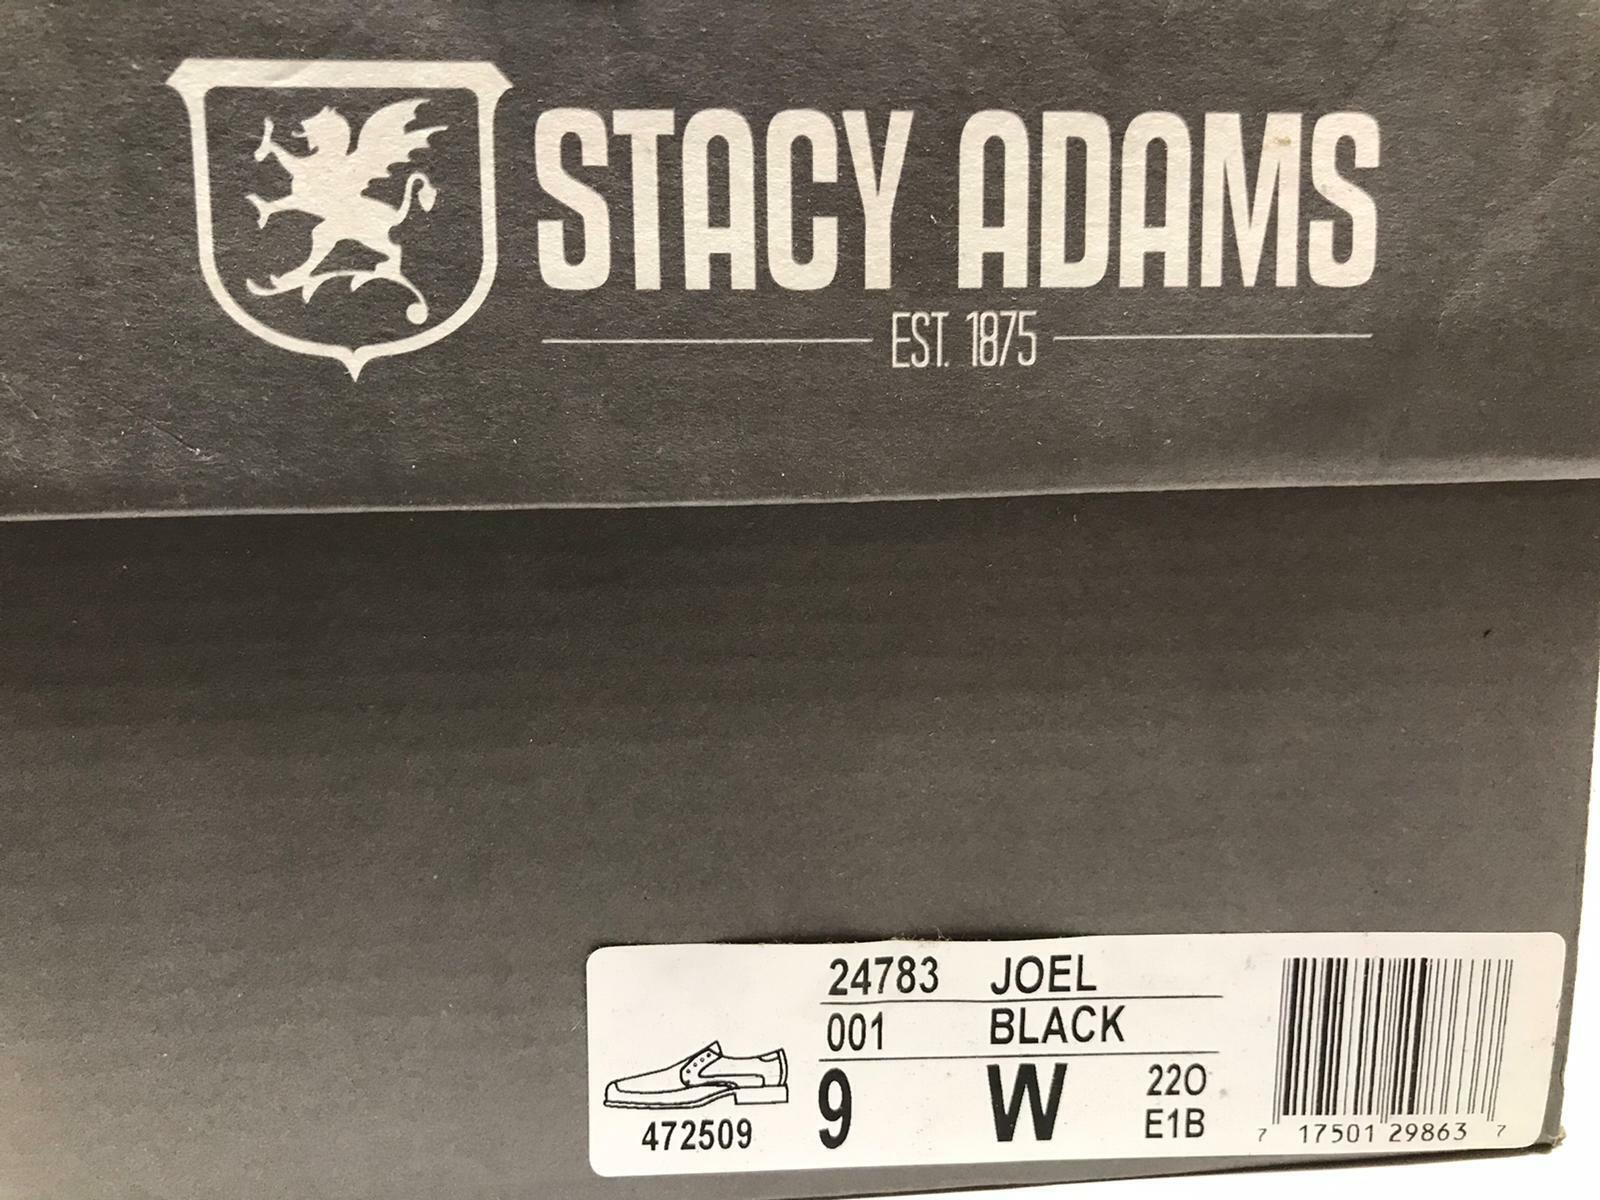 STACY ADAMS
EST. 1875
24783 JOEL
001 BLACK
9 W 220
E1B
472509
7 17501 29863 7